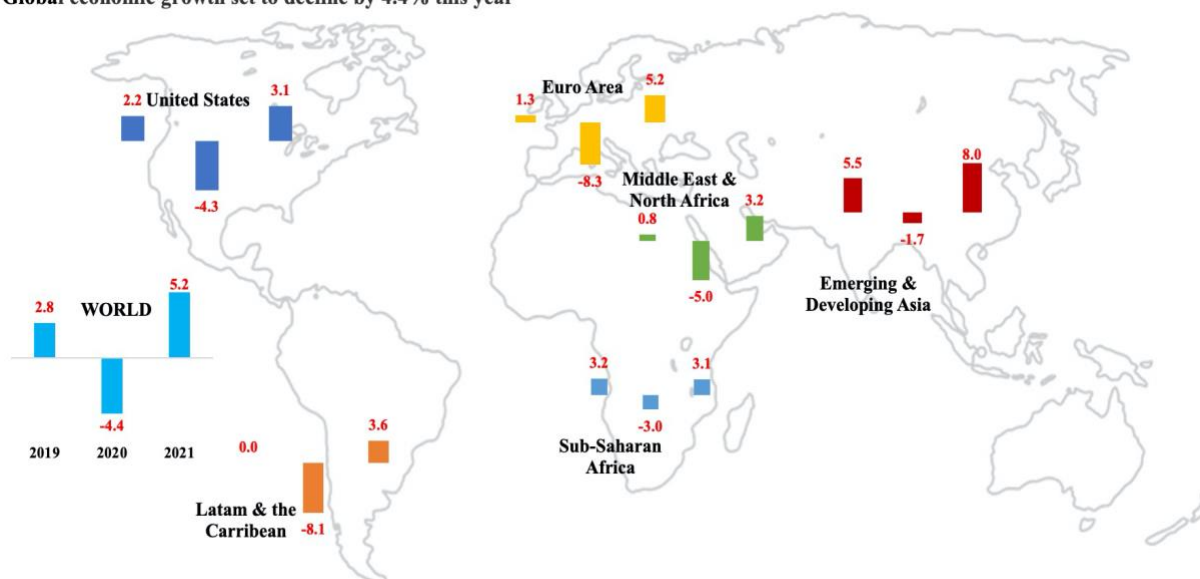 Global economic growth set to decline by 4.4% this year
2.2 United States 3.1
-4.3
1.3 Euro Area 5.2
-8.3
Middle East &
North Africa 3.2
0.8
-5.0
5.5 8.0
-1.7
Emerging &
Developing Asia
2.8 WORLD 5.2
-4.4
2019 2020 2021
0.0 3.6
Latam & the
Carribean -8.1
3.2 3.1
-3.0
Sub-Saharan
Africa